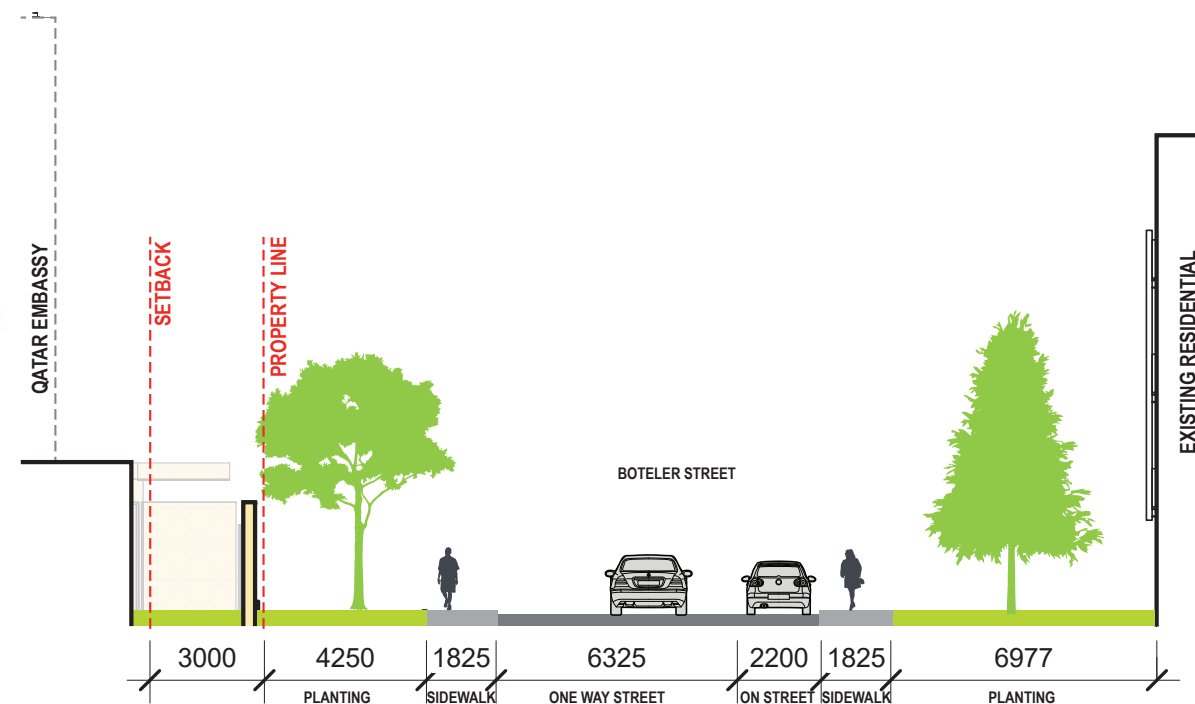 QATAR EMBASSY
SETBACK
PROPERTY LINE
BOTELER STREET
EXISTING RESIDENTIAL
3000 4250 1825 6325 2200 1825 6977
PLANTING SIDEWALK ONE WAY STREET ON STREET SIDEWALK PLANTING